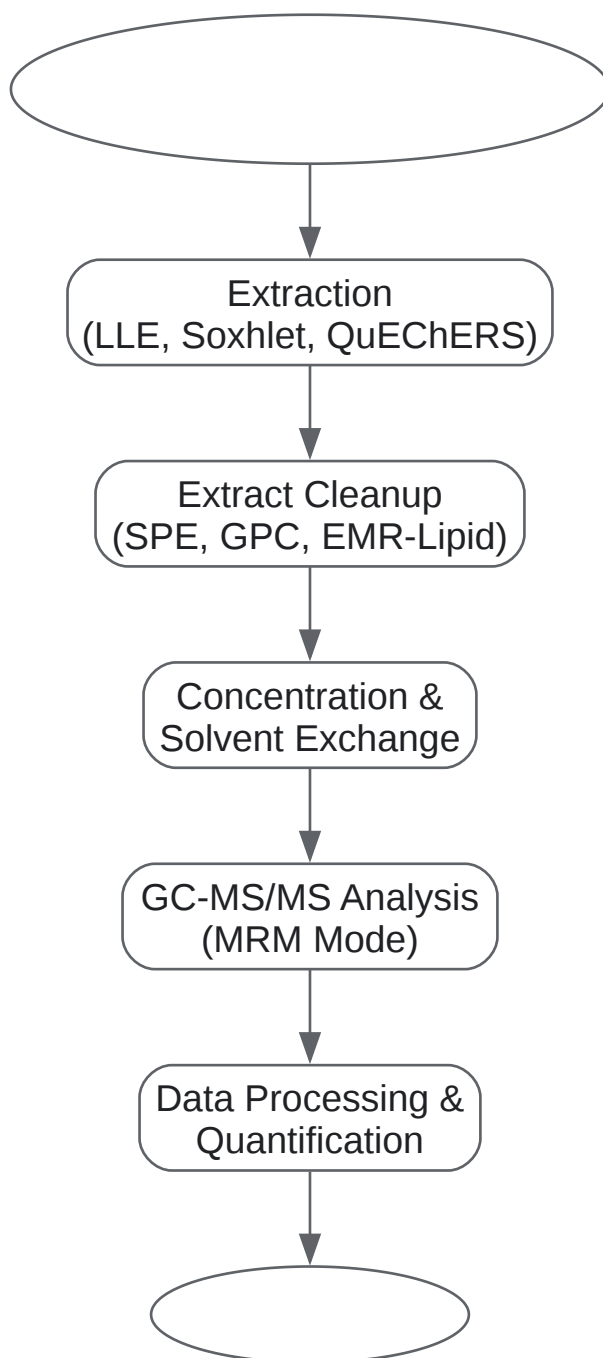 Extraction
(LLE, Soxhlet, QuEChERS)
Extract Cleanup
(SPE, GPC, EMR-Lipid)
Concentration &
Solvent Exchange
GC-MS/MS Analysis
(MRM Mode)
Data Processing &
Quantification